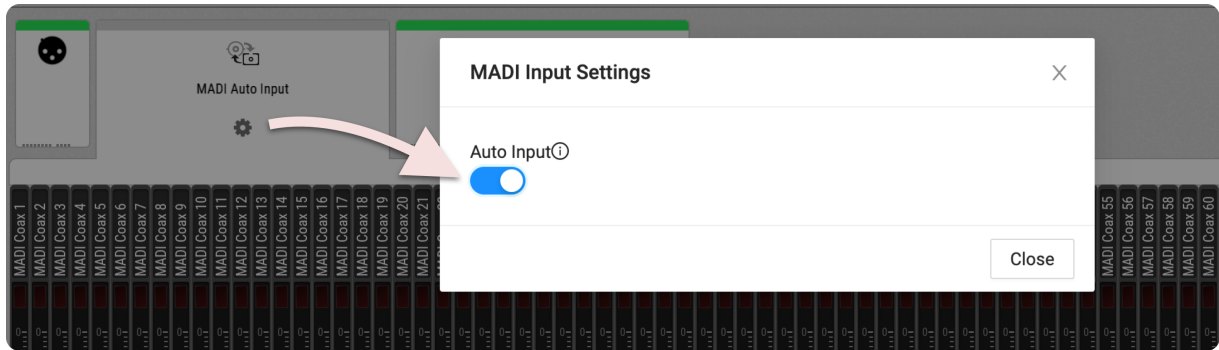 MADI Auto Input
MADI Input Settings
Auto Input
Close
MADI Coax 1
MADI Coax 2
MADI Coax 3
MADI Coax 4
MADI Coax 5
MADI Coax 6
MADI Coax 7
MADI Coax 8
MADI Coax 9
MADI Coax 10
MADI Coax 11
MADI Coax 12
MADI Coax 13
MADI Coax 14
MADI Coax 15
MADI Coax 16
MADI Coax 17
MADI Coax 18
MADI Coax 19
MADI Coax 20
MADI Coax 21
MADI Coax 55
MADI Coax 56
MADI Coax 57
MADI Coax 58
MADI Coax 59
MADI Coax 60